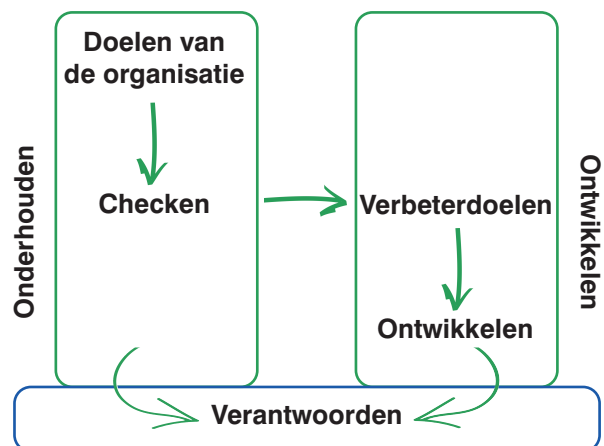 Doelen van
de organisatie
Onderhouden
Checken
Verbeterdoelen
Ontwikkelen
Ontwikkelen
Verantwoorden